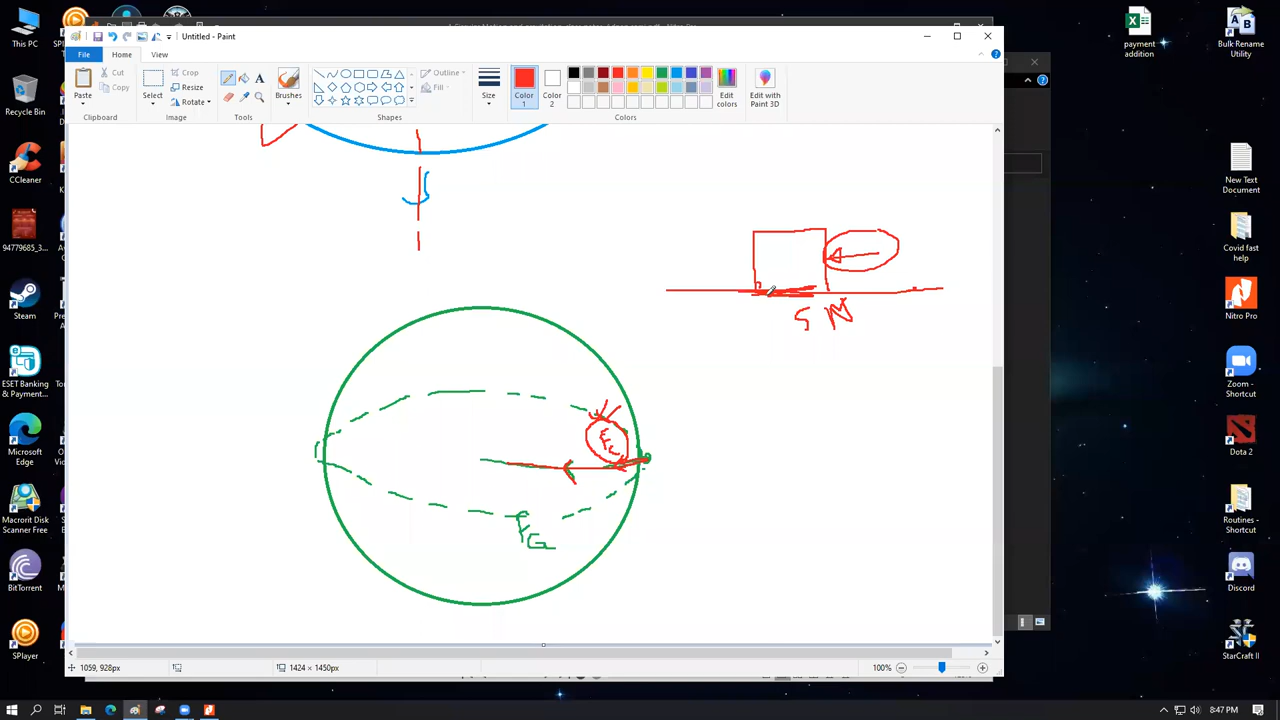 This PC
Recycle Bin
CCleaner
94779685_3...
Steam
ESET Banking
& Payment...
Microsoft
Edge
Macrorit Disk
Scanner Free
BitTorrent
SPlayer
Untitled - Paint
File
Home
View
Paste
Cut
Copy
Clipboard
Select
Crop
Resize
Rotate
Image
Tools
Brushes
Shapes
Outline
Fill
Size
Color
1
Color
2
Edit
colors
Edit with
Paint 3D
Colors
5 N
Fc
FG
1059, 928px
1424 × 1450px
100%
payment
addition
Bulk Rename
Utility
New Text
Document
Covid fast
help
Nitro Pro
Zoom -
Shortcut
Dota 2
Routines -
Shortcut
Discord
StarCraft II
8:47 PM